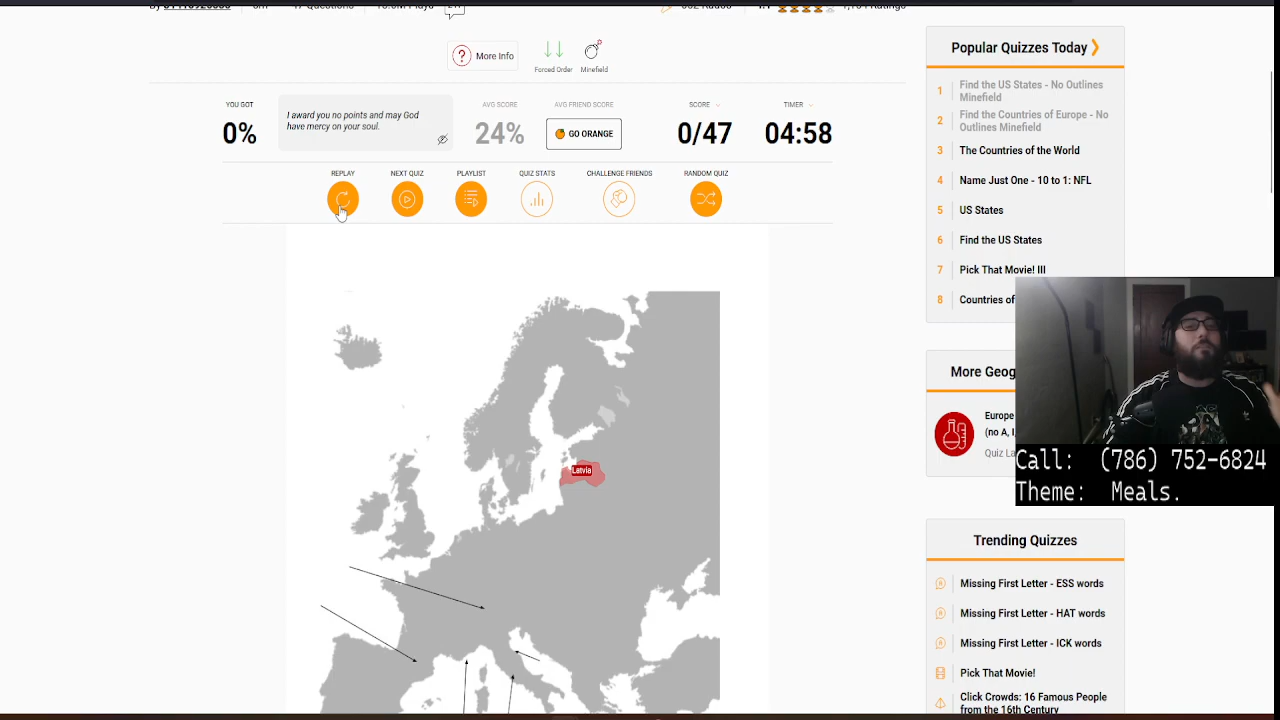 More Info
Forced Order
Minefield
YOU GOT
0%
I award you no points and may God
have mercy on your soul.
AVG SCORE
24%
AVG FRIEND SCORE
GO ORANGE
SCORE
0/47
TIMER
04:58
REPLAY
NEXT QUIZ
PLAYLIST
QUIZ STATS
CHALLENGE FRIENDS
RANDOM QUIZ
Latvia
Popular Quizzes Today
1 Find the US States - No Outlines
Minefield
2 Find the Countries of Europe - No
Outlines Minefield
3 The Countries of the World
4 Name Just One - 10 to 1: NFL
5 US States
6 Find the US States
7 Pick That Movie! III
8 Countries of
More Geog
Europe
(no A, I,
Quiz La
Call: (786) 752-6824
Theme: Meals.
Trending Quizzes
Missing First Letter - ESS words
Missing First Letter - HAT words
Missing First Letter - ICK words
Pick That Movie!
Click Crowds: 16 Famous People
from the 16th Century